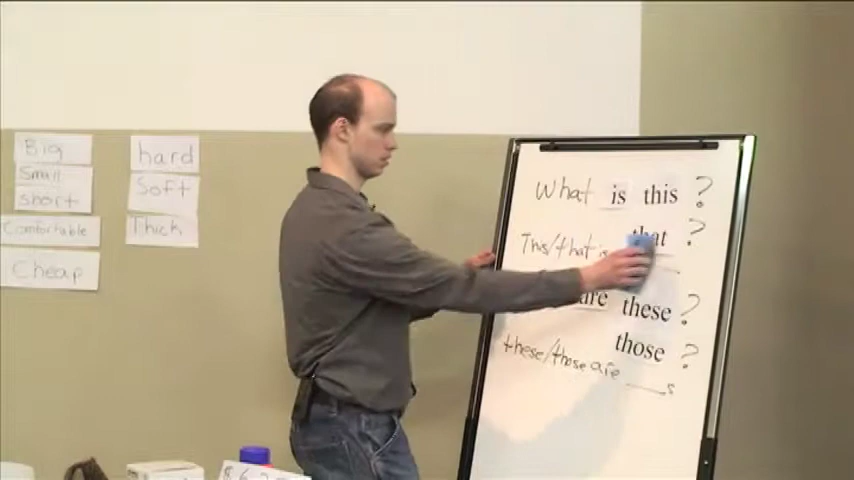 Big
Small
short
Comfortable
Cheap
hard
Soft
Thick
What is this ?
that ?
This/that is
are these ?
those ?
these/those are ____s